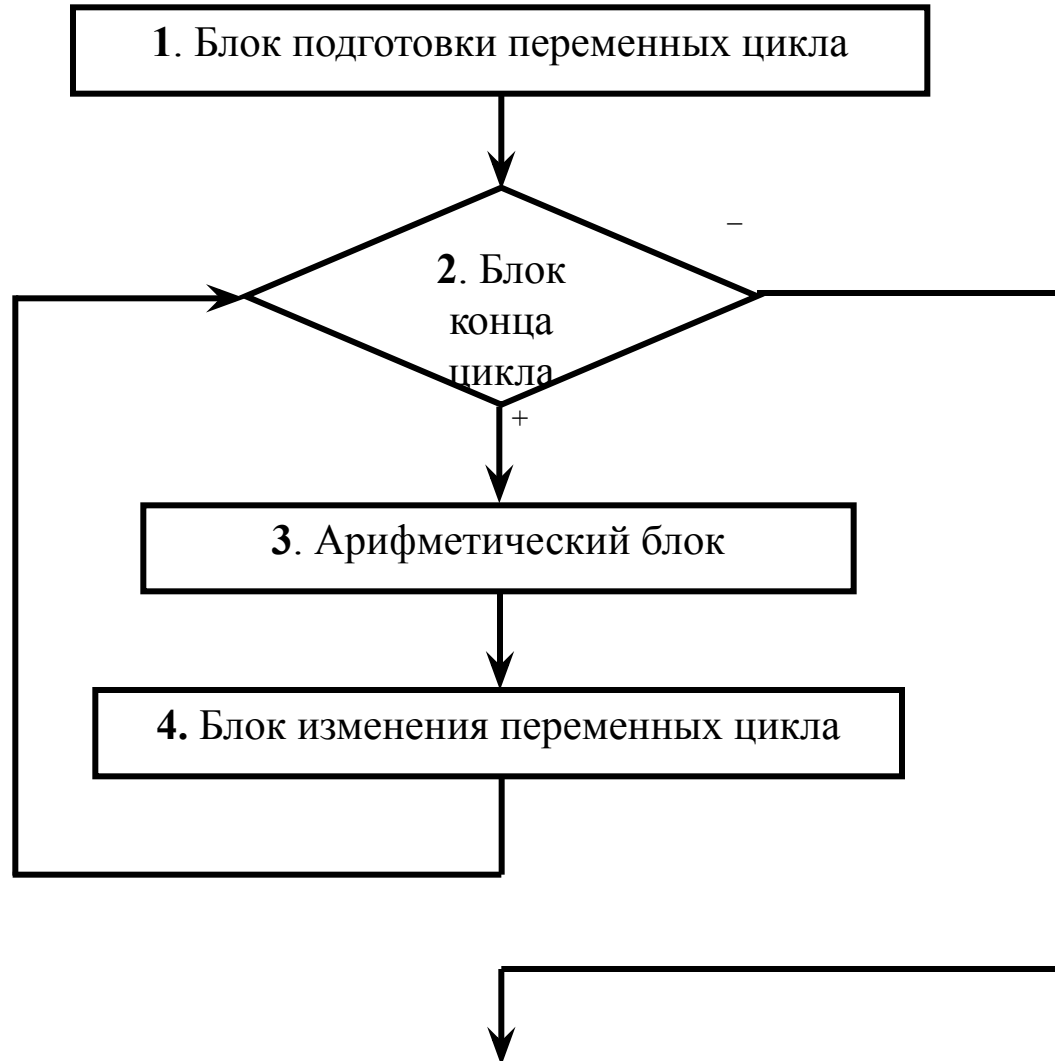 1. Блок подготовки переменных цикла
–
2. Блок
конца
цикла
+
3. Арифметический блок
4. Блок изменения переменных цикла